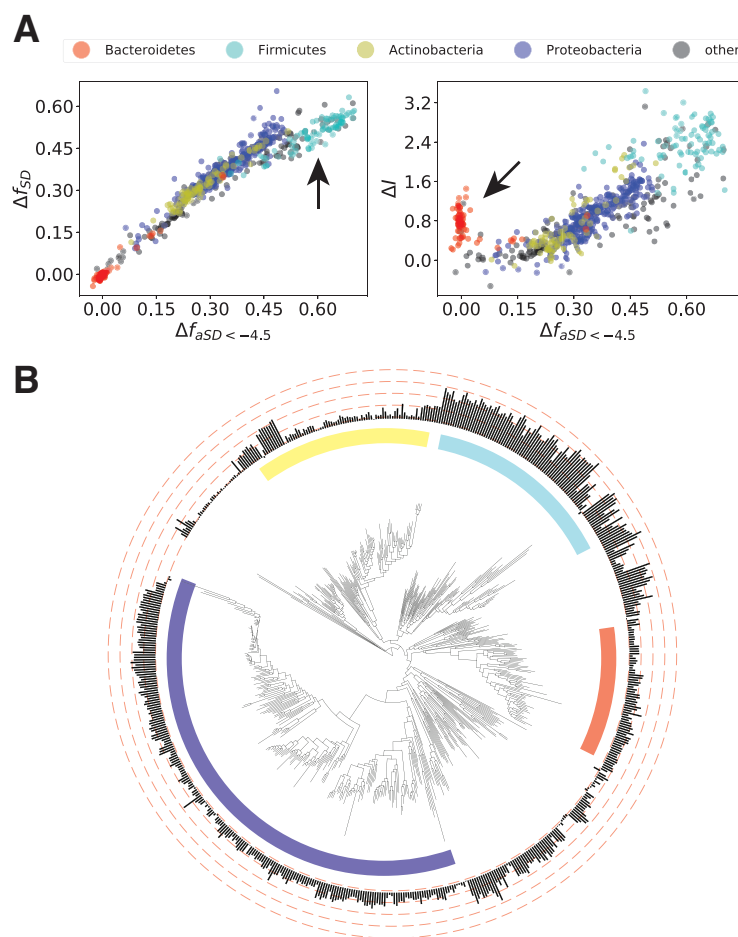 A
Bacteroidetes Firmicutes Actinobacteria Proteobacteria other
0.60
0.45
0.30
0.15
0.00
Δf_SD
0.00 0.15 0.30 0.45 0.60
Δf_aSD < −4.5
3.2
2.4
1.6
0.8
0.0
ΔI
0.00 0.15 0.30 0.45 0.60
Δf_aSD < −4.5
B